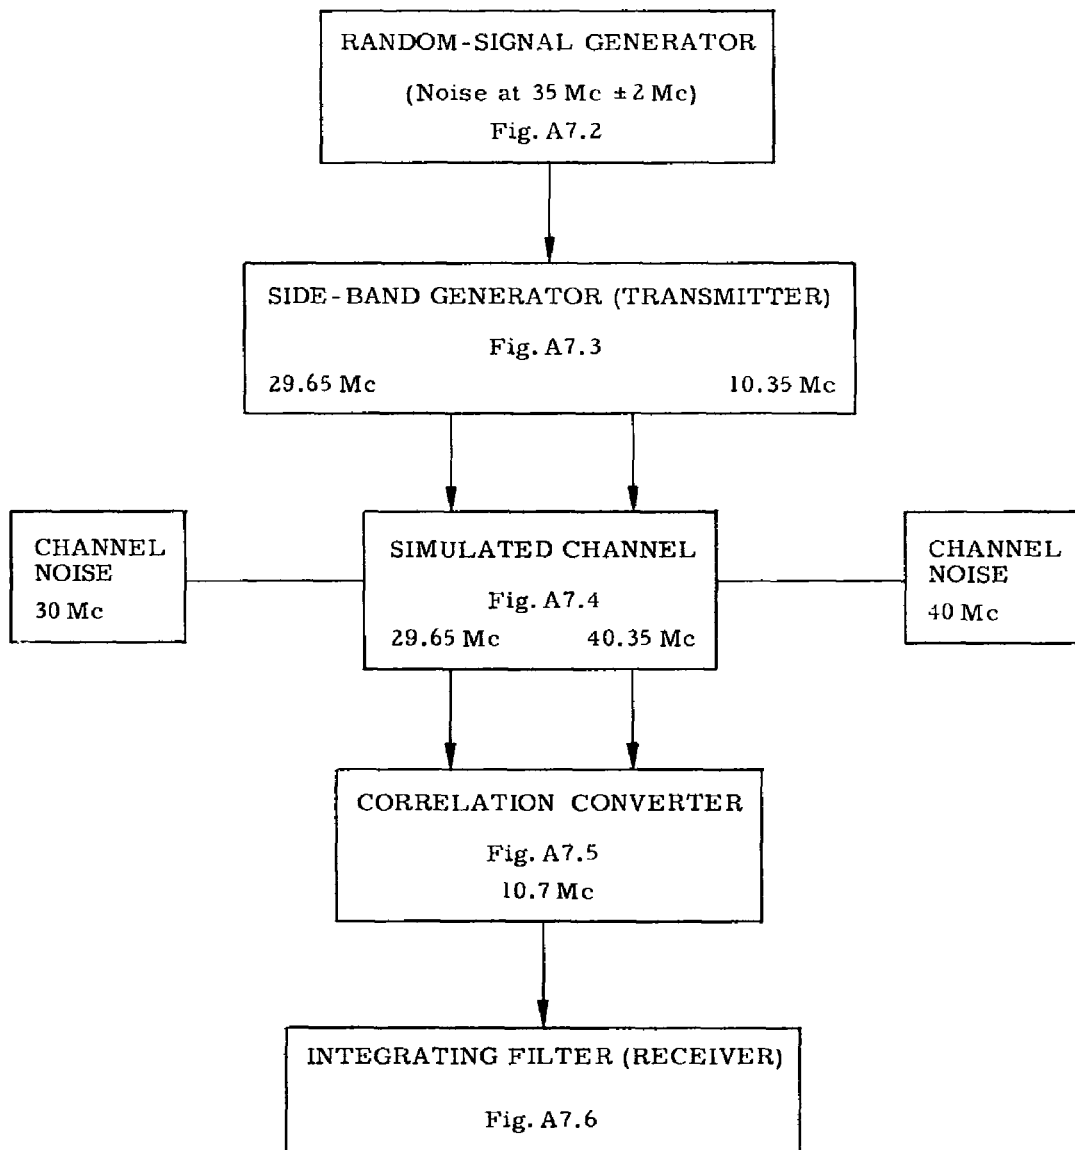 RANDOM-SIGNAL GENERATOR
(Noise at 35 Mc ±2 Mc)
Fig. A7.2
SIDE-BAND GENERATOR (TRANSMITTER)
Fig. A7.3
29.65 Mc 10.35 Mc
CHANNEL
NOISE
30 Mc
SIMULATED CHANNEL
Fig. A7.4
29.65 Mc 40.35 Mc
CHANNEL
NOISE
40 Mc
CORRELATION CONVERTER
Fig. A7.5
10.7 Mc
INTEGRATING FILTER (RECEIVER)
Fig. A7.6